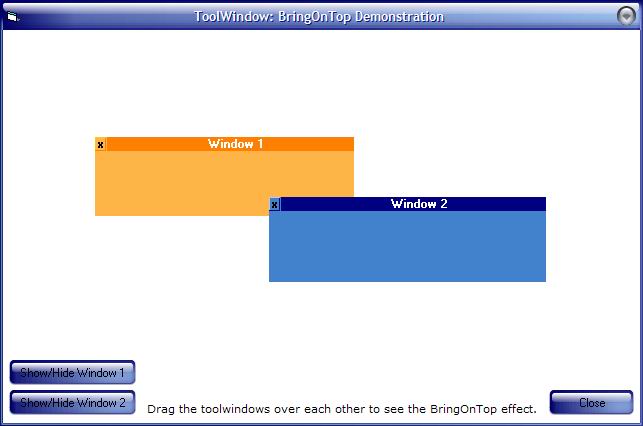 ToolWindow: BringOnTop Demonstration
x Window 1
x Window 2
Show/Hide Window 1
Show/Hide Window 2
Drag the toolwindows over each other to see the BringOnTop effect.
Close